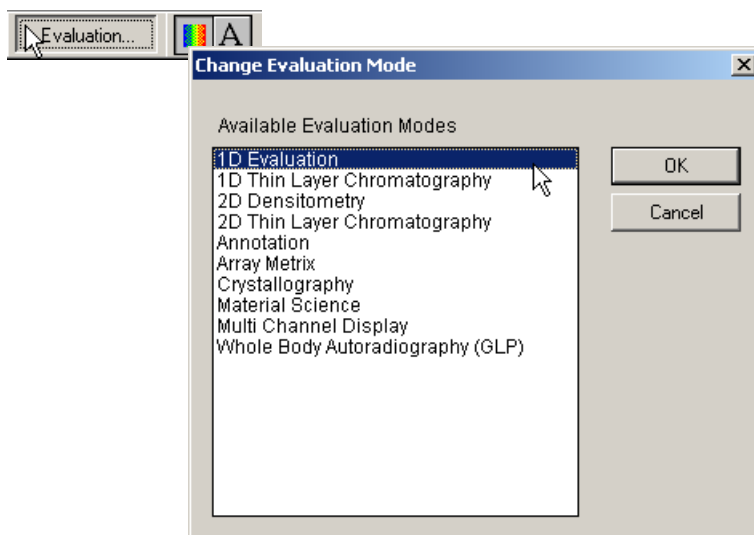 Evaluation...
A
Change Evaluation Mode
Available Evaluation Modes
1D Evaluation
1D Thin Layer Chromatography
2D Densitometry
2D Thin Layer Chromatography
Annotation
Array Metrix
Crystallography
Material Science
Multi Channel Display
Whole Body Autoradiography (GLP)
OK
Cancel